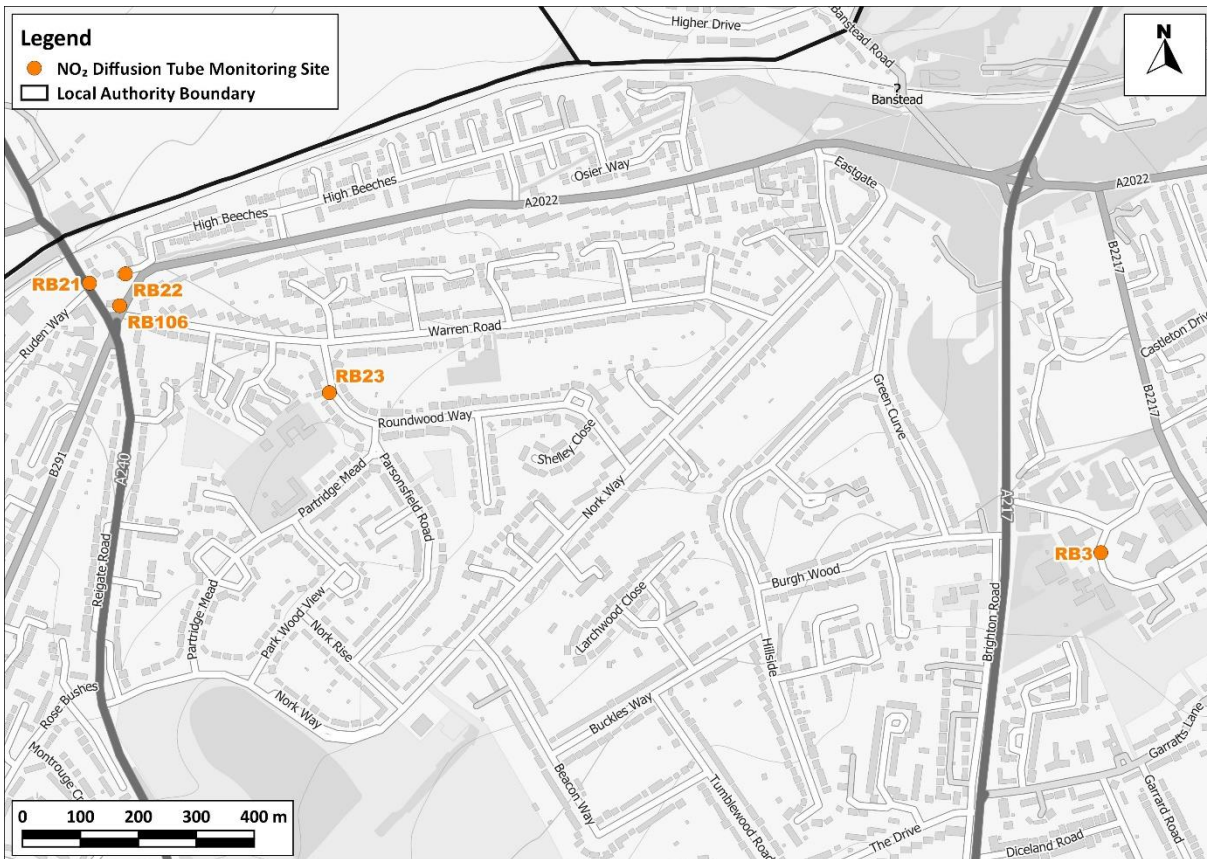 Legend
NO₂ Diffusion Tube Monitoring Site
Local Authority Boundary
N
Higher Drive
Banstead Road
Banstead
Osier Way
High Beeches
High Beeches
A2022
A2022
Eastgate
B2217
RB21
RB22
RB106
Ruden Way
Warren Road
Castleton Drive
RB23
Roundwood Way
Green Curve
B2217
Shelley Close
B291
A240
Partridge Mead
Parsonsfield Road
Nork Way
A217
RB3
Reigate Road
Burgh Wood
Larchwood Close
Partridge Mead
Park Wood View
Nork Rise
Hillside
Brighton Road
Rose Bushes
Nork Way
Buckles Way
Garratts Lane
Montrouge Cr
Beacon Way
Tumblewood Road
Garrard Road
The Drive
Diceland Road
0 100 200 300 400 m